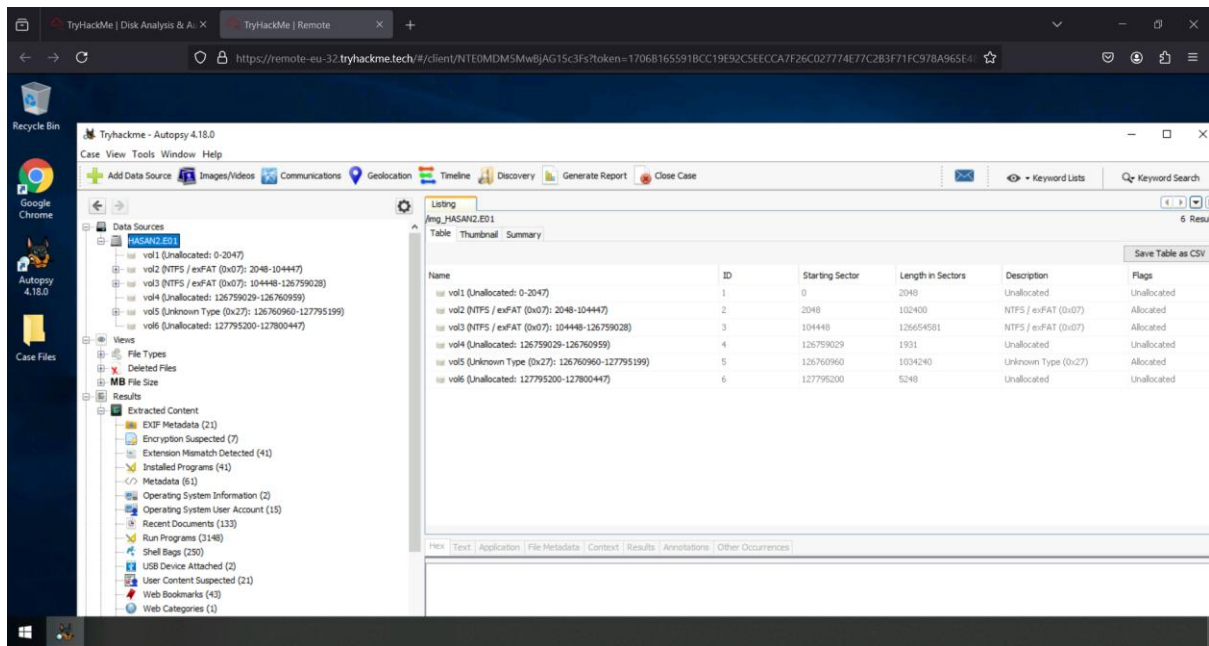 TryHackMe | Disk Analysis & Au
TryHackMe | Remote
https://remote-eu-32.tryhackme.tech/#/client/
Recycle Bin
Google Chrome
Autopsy 4.18.0
Case Files
Tryhackme - Autopsy 4.18.0
Case View Tools Window Help
Add Data Source Images/Videos Communications Geolocation Timeline Discovery Generate Report Close Case Keyword Lists Keyword Search
Data Sources
HASAN2.E01
vol1 (Unallocated: 0-2047)
vol2 (NTFS / exFAT (0x07): 2048-104447)
vol3 (NTFS / exFAT (0x07): 104448-126759028)
vol4 (Unallocated: 126759029-126760959)
vol5 (Unknown Type (0x27): 126760960-127795199)
vol6 (Unallocated: 127795200-127800447)
Views
File Types
Deleted Files
MB File Size
Results
Extracted Content
EXIF Metadata (21)
Encryption Suspected (7)
Extension Mismatch Detected (41)
Installed Programs (41)
Metadata (61)
Operating System Information (2)
Operating System User Account (15)
Recent Documents (133)
Run Programs (3148)
Shell Bags (250)
USB Device Attached (2)
User Content Suspected (21)
Web Bookmarks (43)
Web Categories (1)
Listing
/img_HASAN2.E01
6 Resu
Table Thumbnail Summary
Save Table as CSV
Name ID Starting Sector Length in Sectors Description Flags
vol1 (Unallocated: 0-2047) 1 0 2048 Unallocated Unallocated
vol2 (NTFS / exFAT (0x07): 2048-104447) 2 2048 102400 NTFS / exFAT (0x07) Allocated
vol3 (NTFS / exFAT (0x07): 104448-126759028) 3 104448 126654581 NTFS / exFAT (0x07) Allocated
vol4 (Unallocated: 126759029-126760959) 4 126759029 1931 Unallocated Unallocated
vol5 (Unknown Type (0x27): 126760960-127795199) 5 126760960 1034240 Unknown Type (0x27) Allocated
vol6 (Unallocated: 127795200-127800447) 6 127795200 5248 Unallocated Unallocated
Hex Text Application File Metadata Context Results Annotations Other Occurrences